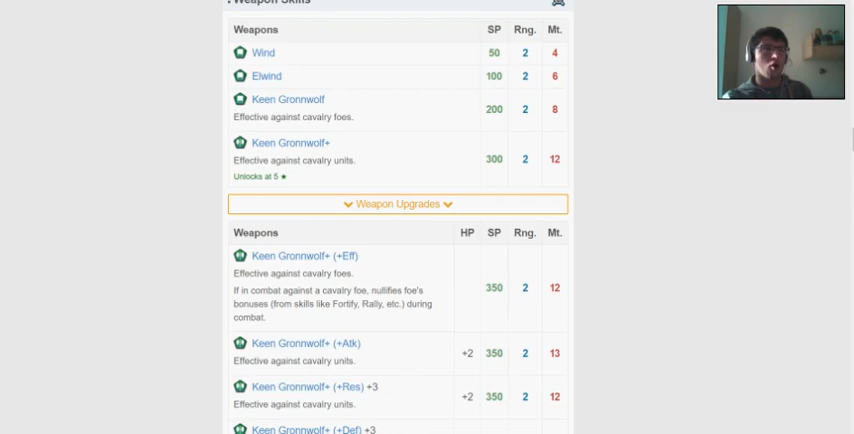 Weapon Skills
Weapons SP Rng. Mt.
Wind 50 2 4
Elwind 100 2 6
Keen Gronnwolf
Effective against cavalry foes.
200 2 8
Keen Gronnwolf+
Effective against cavalry units.
Unlocks at 5 ★
300 2 12
Weapon Upgrades
Weapons HP SP Rng. Mt.
Keen Gronnwolf+ (+Eff)
Effective against cavalry foes.
If in combat against a cavalry foe, nullifies foe's
bonuses (from skills like Fortify, Rally, etc.) during
combat.
350 2 12
Keen Gronnwolf+ (+Atk)
Effective against cavalry units.
+2 350 2 13
Keen Gronnwolf+ (+Res) +3
Effective against cavalry units.
+2 350 2 12
Keen Gronnwolf+ (+Def) +3